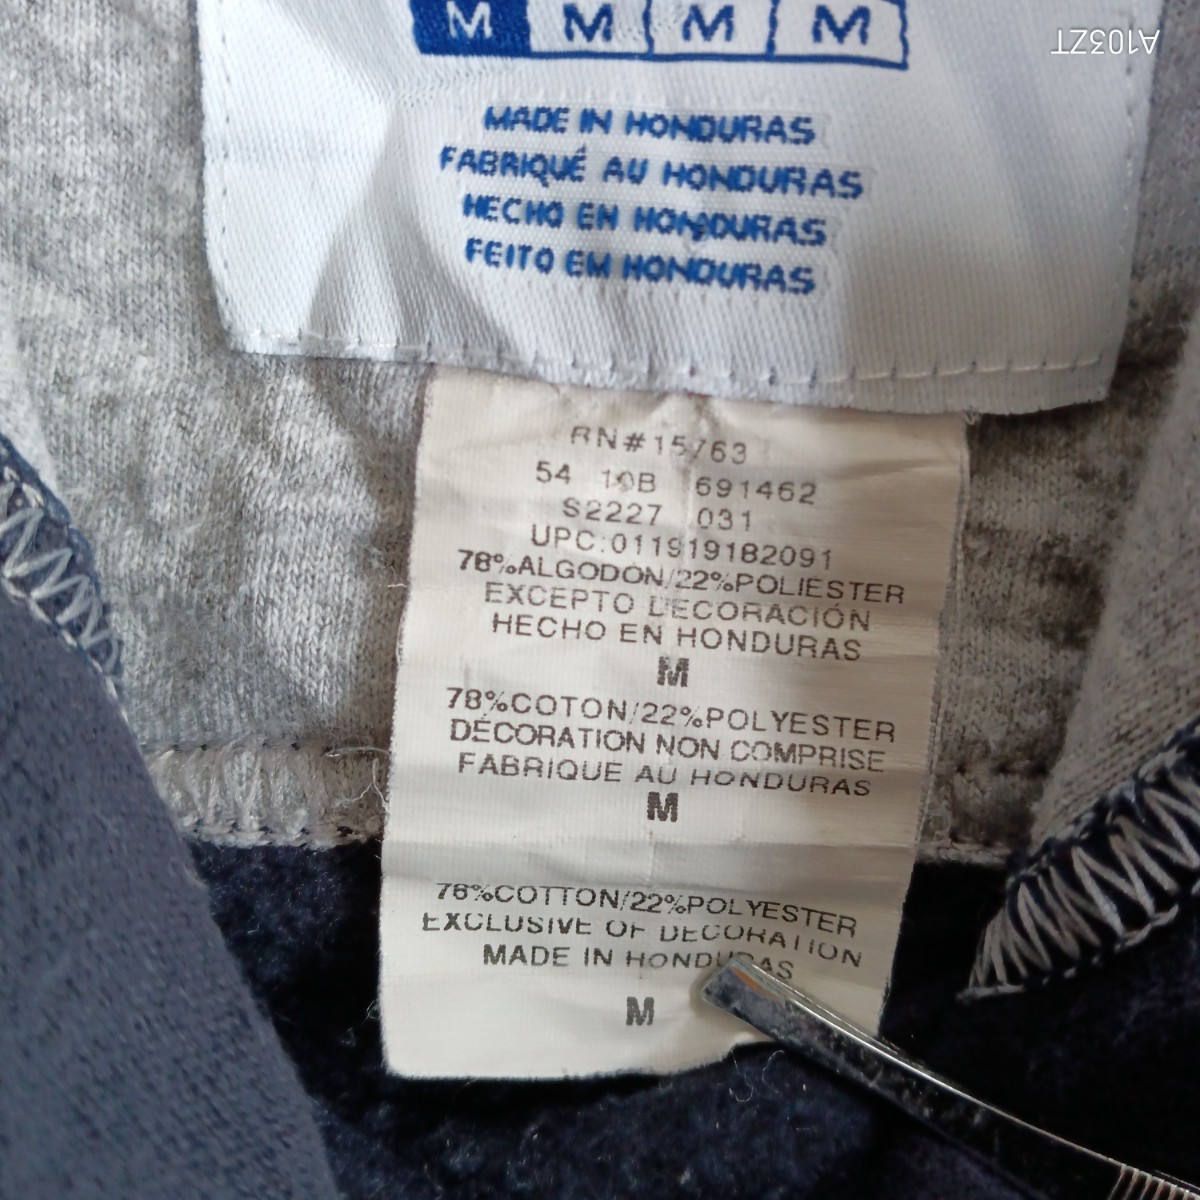 M M M M
MADE IN HONDURAS
FABRIQUÉ AU HONDURAS
HECHO EN HONDURAS
FEITO EM HONDURAS
RN#15763
54 10B 691462
S2227 031
UPC:011919182091
78%ALGODON/22%POLIESTER
EXCEPTO DECORACIÓN
HECHO EN HONDURAS
M
78%COTON/22%POLYESTER
DÉCORATION NON COMPRISE
FABRIQUE AU HONDURAS
M
78%COTTON/22%POLYESTER
EXCLUSIVE OF DECORATION
MADE IN HONDURAS
M
A103ZT